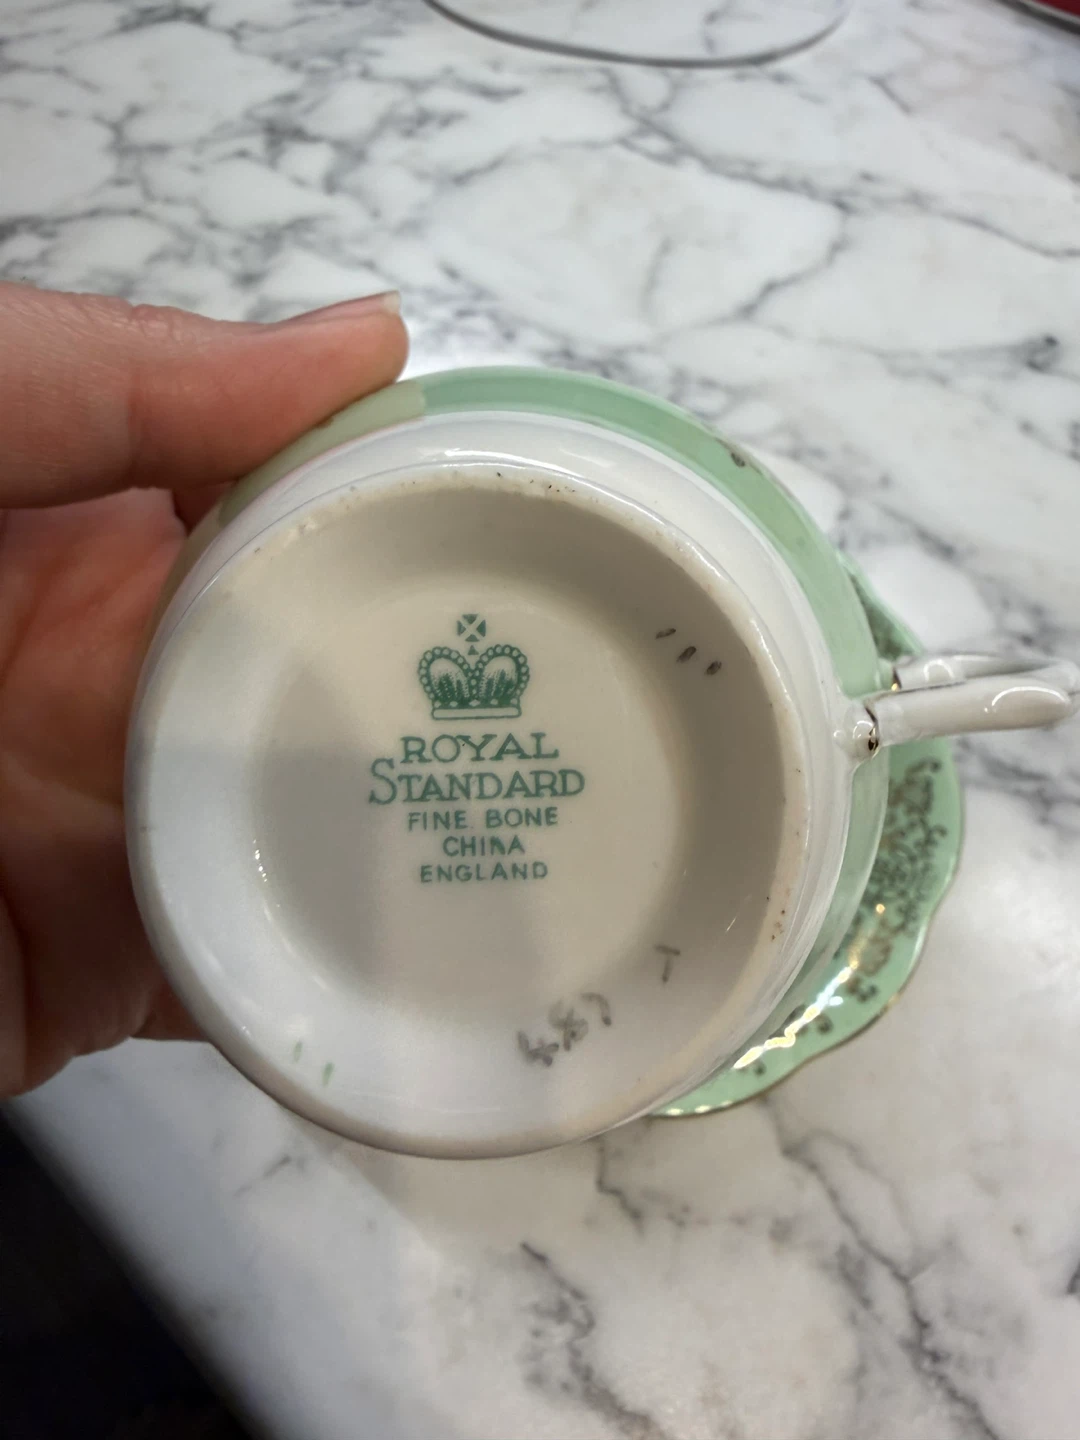 ROYAL
STANDARD
FINE BONE
CHINA
ENGLAND
T